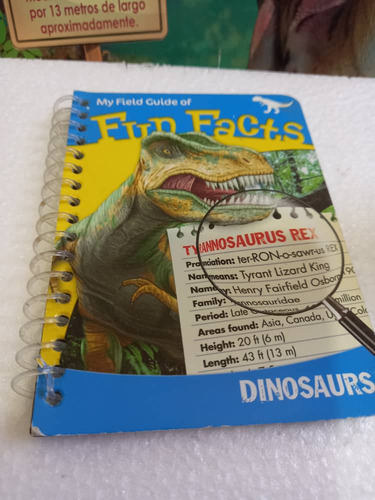 por 13 metros de largo
aproximadamente.
My Field Guide of
Fun Facts
TYRANNOSAURUS REX
ter-RON-o-sawr-us REX
Name means: Tyrant Lizard King
Henry Fairfield Osborn
Family:
Period: Late
million
Areas found: Asia, Canada,
Height: 20 ft (6 m)
Length: 43 ft (13 m)
DINOSAURS